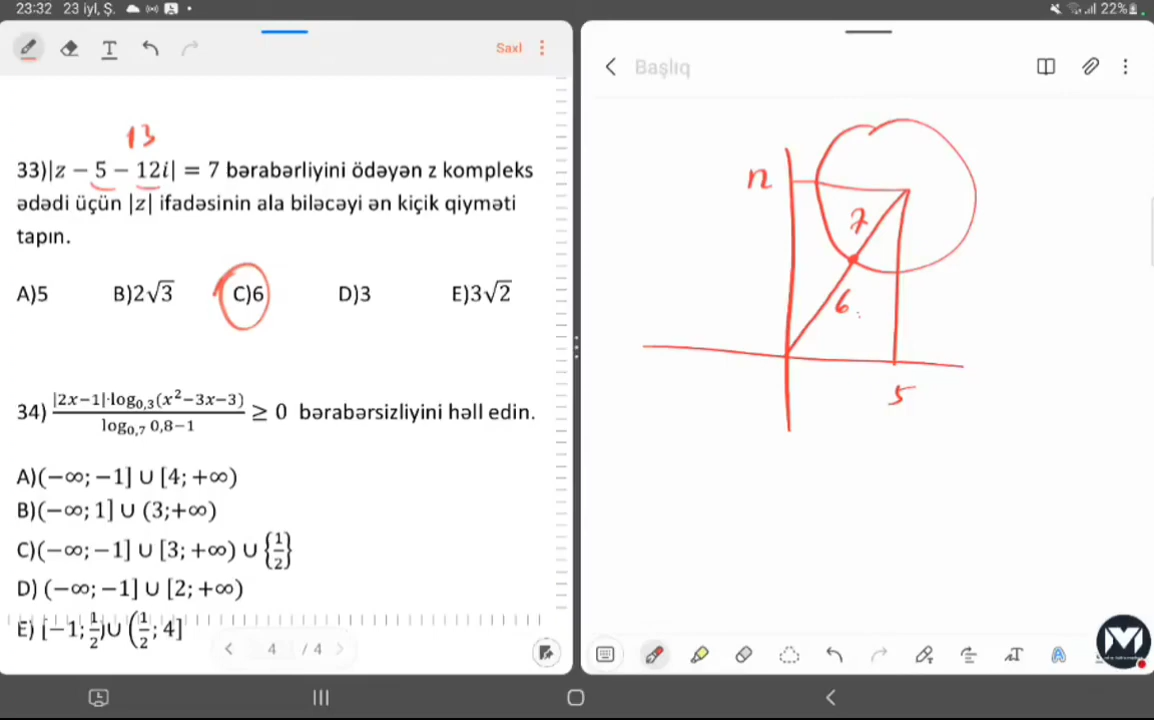 23:32 23 iyl, Ş.
22%
Saxl
Başlıq
13
33)|z − 5 − 12i| = 7 bərabərliyini ödəyən z kompleks
ədədi üçün |z| ifadəsinin ala biləcəyi ən kiçik qiyməti
tapın.
A)5 B)2√3 C)6 D)3 E)3√2
34) |2x−1|·log₀,₃(x²−3x−3) / log₀,₇ 0,8−1 ≥ 0 bərabərsizliyini həll edin.
A)(−∞; −1] ∪ [4; +∞)
B)(−∞; 1] ∪ (3;+∞)
C)(−∞; −1] ∪ [3; +∞) ∪ {1/2}
D) (−∞; −1] ∪ [2; +∞)
E) [−1; 1/2)∪ (1/2; 4]
4 / 4
n
7
6
5
T
A